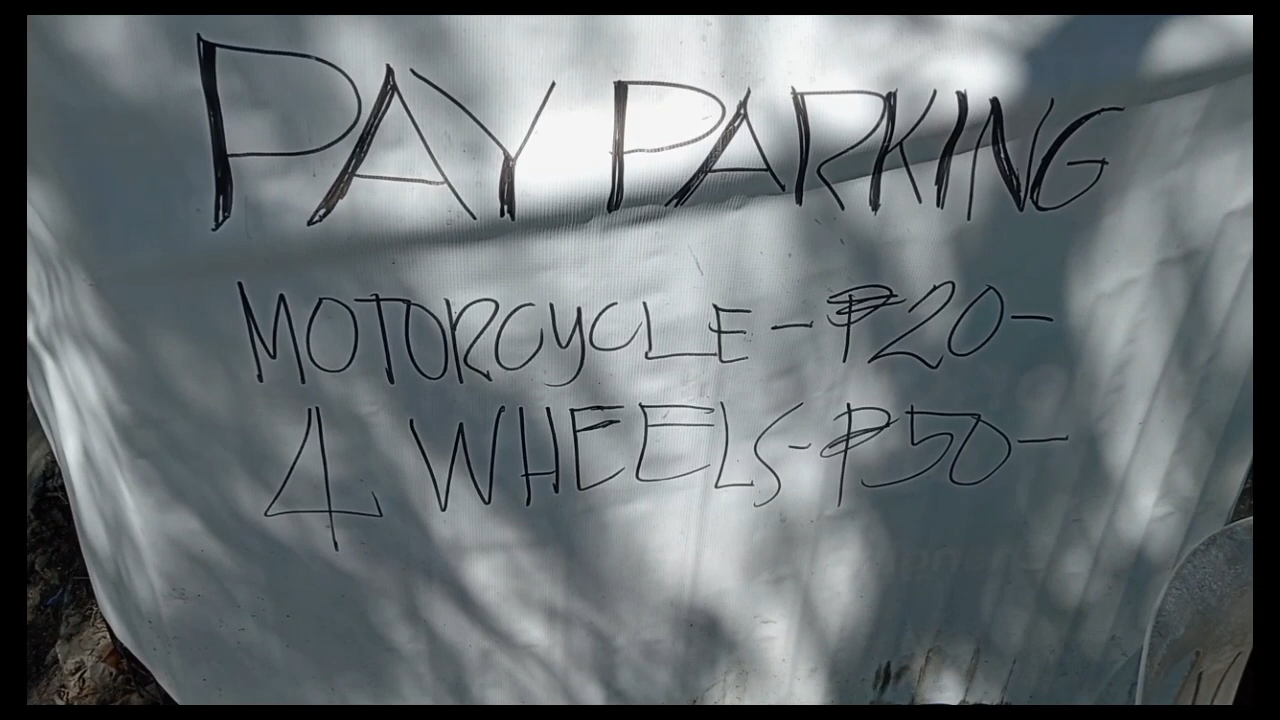 PAY PARKING
MOTORCYCLE-₱20-
4 WHEELS-₱50-